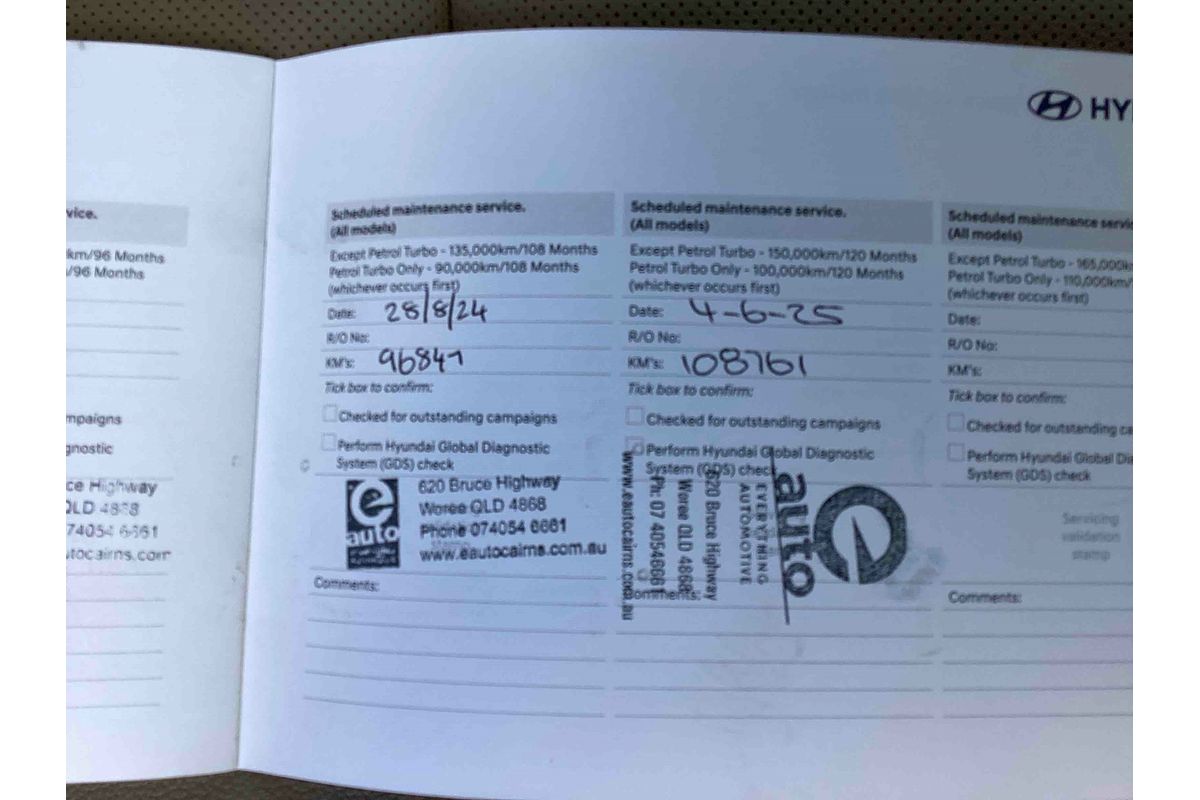 HY
vice.
km/96 Months
/96 Months
mpaigns
gnostic
ce Highway
QLD 4868
74054 6661
utocairns.com
Scheduled maintenance service.
(All models)
Except Petrol Turbo - 135,000km/108 Months
Petrol Turbo Only - 90,000km/108 Months
(whichever occurs first)
Date: 28/8/24
R/O No:
KM's: 96841
Tick box to confirm:
Checked for outstanding campaigns
Perform Hyundai Global Diagnostic
System (GDS) check
e
auto
620 Bruce Highway
Woree QLD 4868
Phone 074054 6661
www.eautocairns.com.au
Comments:
Scheduled maintenance service.
(All models)
Except Petrol Turbo - 150,000km/120 Months
Petrol Turbo Only - 100,000km/120 Months
(whichever occurs first)
Date: 4-6-25
R/O No:
KM's: 108761
Tick box to confirm:
Checked for outstanding campaigns
Perform Hyundai Global Diagnostic
System (GDS) check
e
auto
EVERYTHING
AUTOMOTIVE
620 Bruce Highway
Woree QLD 4868
Ph: 07 40546661
www.eautocairns.com.au
Comments:
Scheduled maintenance servic
(All models)
Except Petrol Turbo - 165,000k
Petrol Turbo Only - 110,000km/
(whichever occurs first)
Date:
R/O No:
KM's:
Tick box to confirm:
Checked for outstanding ca
Perform Hyundai Global Dia
System (GDS) check
Servicing
validation
stamp
Comments: